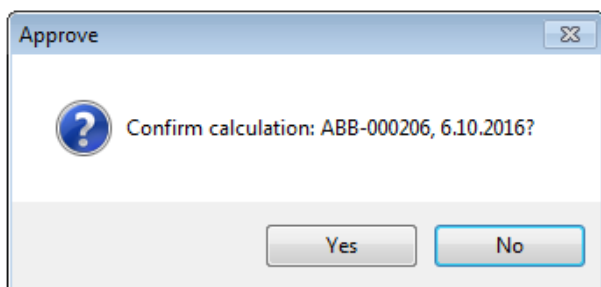 Approve
Confirm calculation: ABB-000206, 6.10.2016?
Yes
No